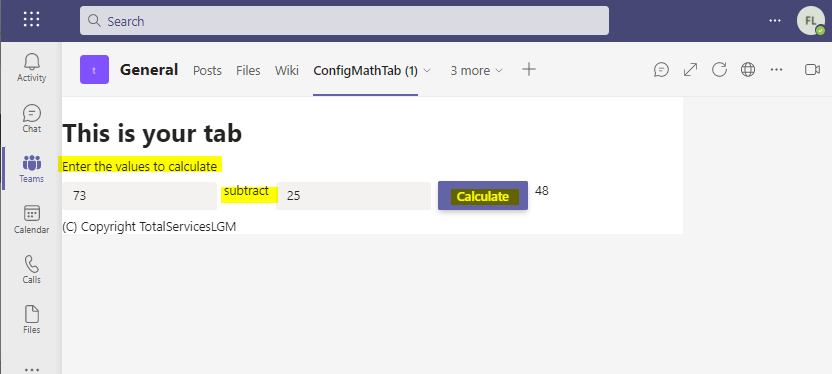 Search
FL
Activity
Chat
Teams
Calendar
Calls
Files
t General Posts Files Wiki ConfigMathTab (1) 3 more
This is your tab
Enter the values to calculate
73 subtract 25 Calculate 48
(C) Copyright TotalServicesLGM